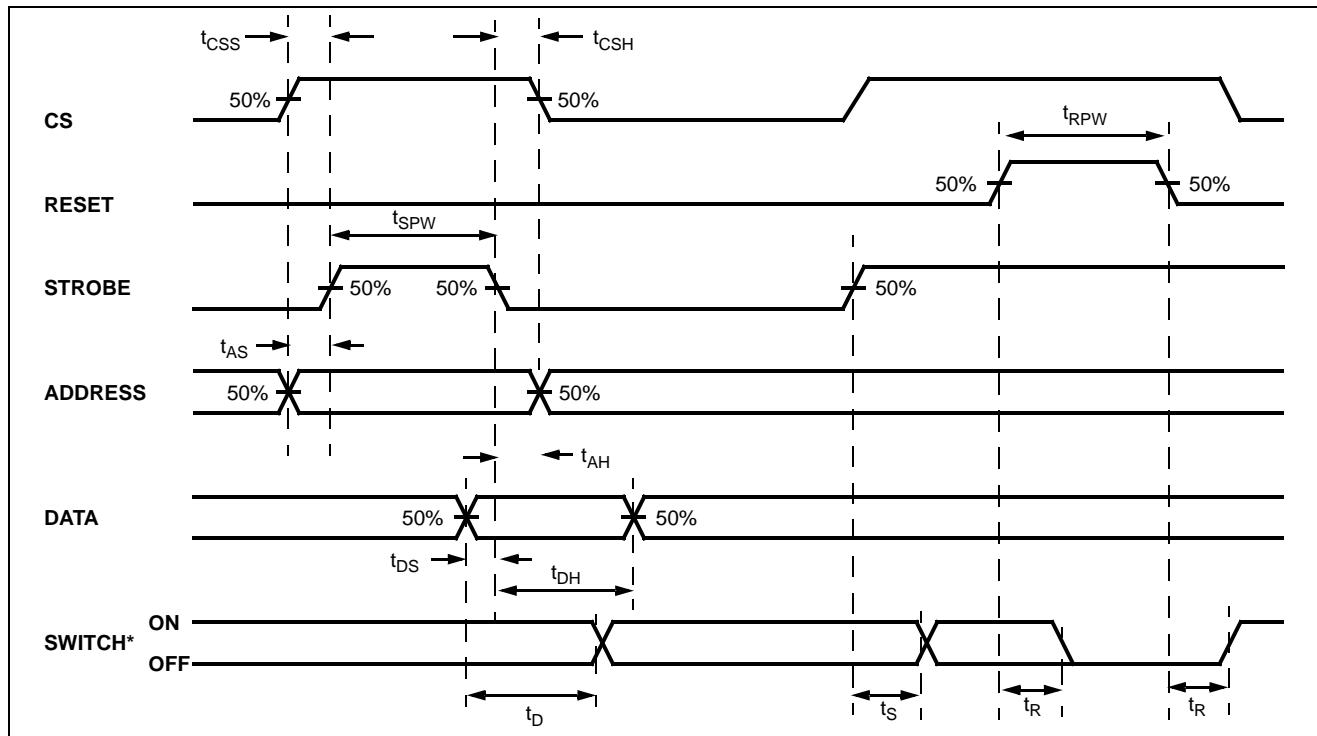 tCSS
tCSH
50%
50%
CS
tRPW
50%
50%
RESET
tSPW
50%
50%
50%
STROBE
tAS
50%
50%
ADDRESS
tAH
50%
50%
DATA
tDS
tDH
ON
SWITCH*
OFF
tD
tS
tR
tR